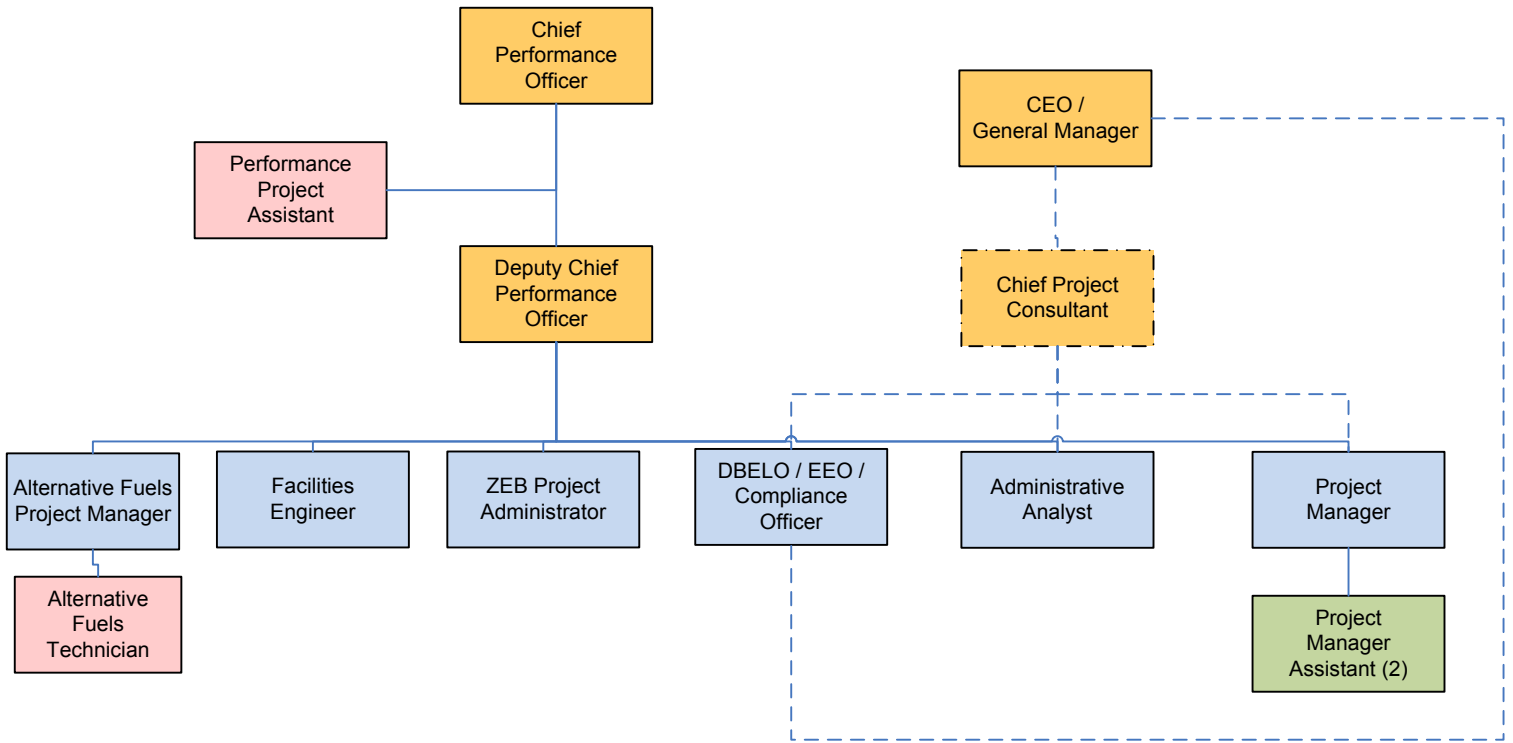 Chief
Performance
Officer
CEO /
General Manager
Performance
Project
Assistant
Deputy Chief
Performance
Officer
Chief Project
Consultant
Alternative Fuels
Project Manager
Facilities
Engineer
ZEB Project
Administrator
DBELO / EEO /
Compliance
Officer
Administrative
Analyst
Project
Manager
Alternative
Fuels
Technician
Project
Manager
Assistant (2)